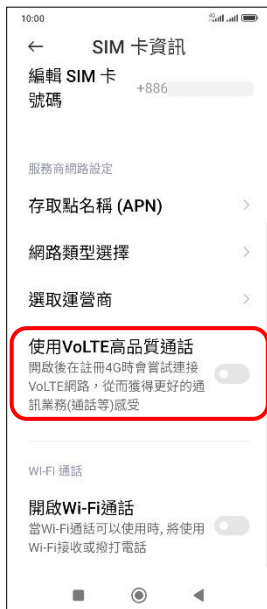 10:00
SIM 卡資訊
編輯 SIM 卡
號碼
+886
服務商網路設定
存取點名稱 (APN)
網路類型選擇
選取運營商
使用VoLTE高品質通話
開啟後在註冊4G時會嘗試連接
VoLTE網路，從而獲得更好的通
訊業務(通話等)感受
WI-FI 通話
開啟Wi-Fi通話
當Wi-Fi通話可以使用時, 將使用
Wi-Fi接收或撥打電話